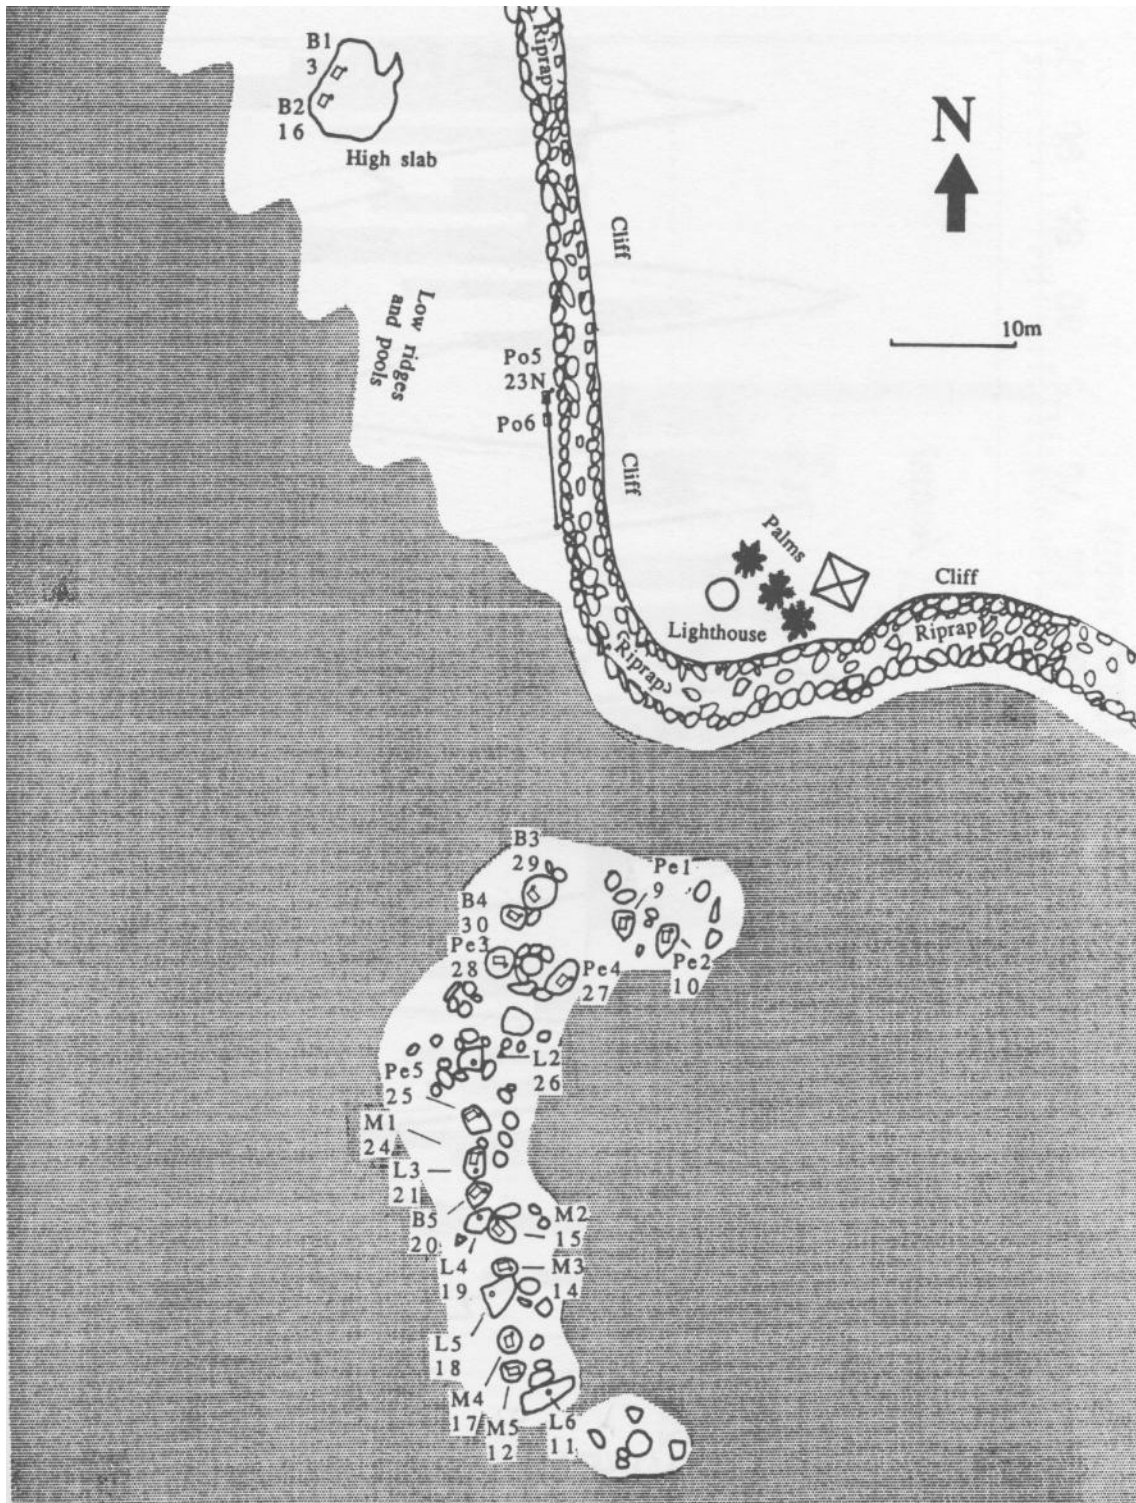 Riprap
B1
3
B2
16
High slab
N
Cliff
Low ridges
and pools
10m
Po5
23N
Po6
Cliff
Palms
Cliff
Lighthouse
Riprap
Riprap
B3
29
Pe1
9
B4
30
Pe3
28
Pe4
27
Pe2
10
L2
26
Pe5
25
M1
24
L3
21
B5
20
M2
15
L4
19
M3
14
L5
18
M4
17
M5
12
L6
11